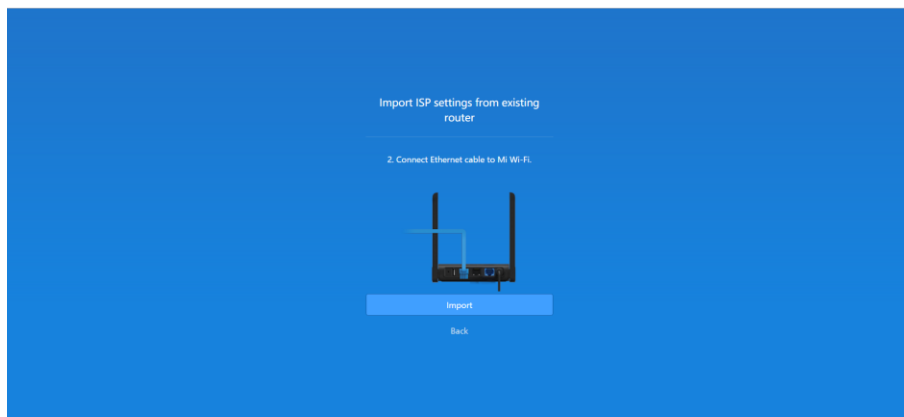 Import ISP settings from existing
router
2. Connect Ethernet cable to Mi Wi-Fi.
Import
Back